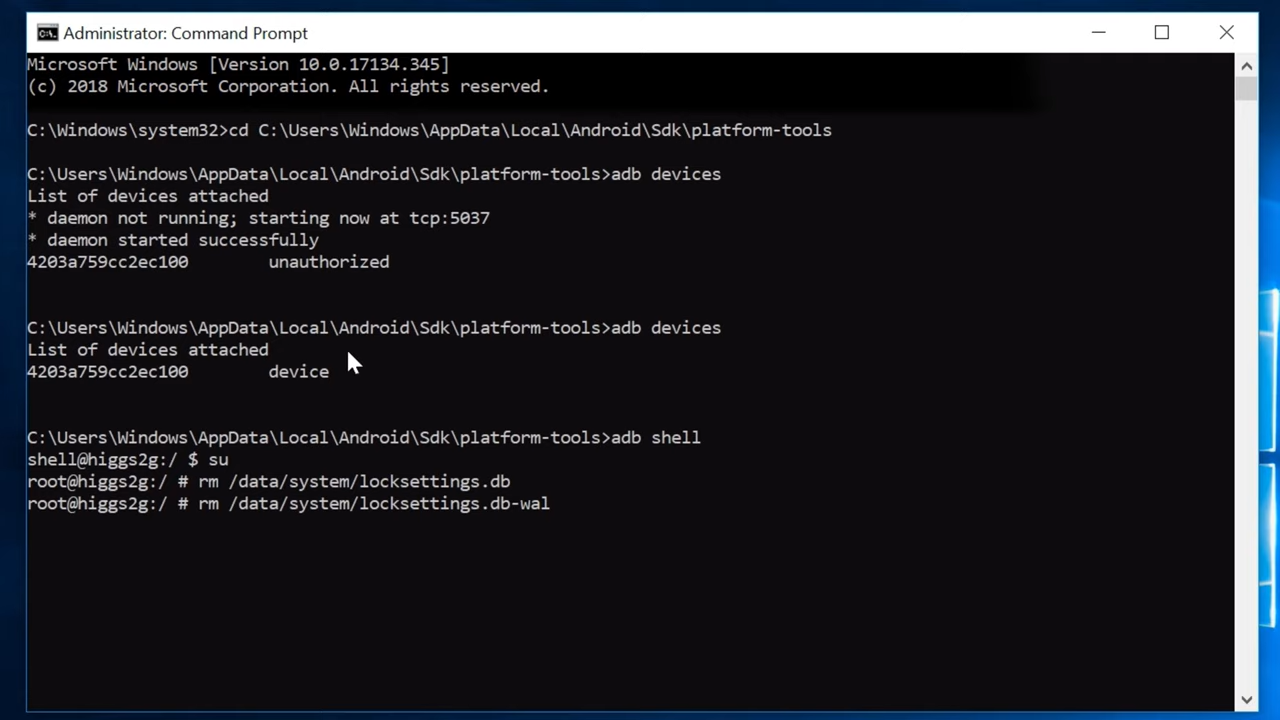 Administrator: Command Prompt
Microsoft Windows [Version 10.0.17134.345]
(c) 2018 Microsoft Corporation. All rights reserved.
C:\Windows\system32>cd C:\Users\Windows\AppData\Local\Android\Sdk\platform-tools
C:\Users\Windows\AppData\Local\Android\Sdk\platform-tools>adb devices
List of devices attached
* daemon not running; starting now at tcp:5037
* daemon started successfully
4203a759cc2ec100        unauthorized
C:\Users\Windows\AppData\Local\Android\Sdk\platform-tools>adb devices
List of devices attached
4203a759cc2ec100        device
C:\Users\Windows\AppData\Local\Android\Sdk\platform-tools>adb shell
shell@higgs2g:/ $ su
root@higgs2g:/ # rm /data/system/locksettings.db
root@higgs2g:/ # rm /data/system/locksettings.db-wal